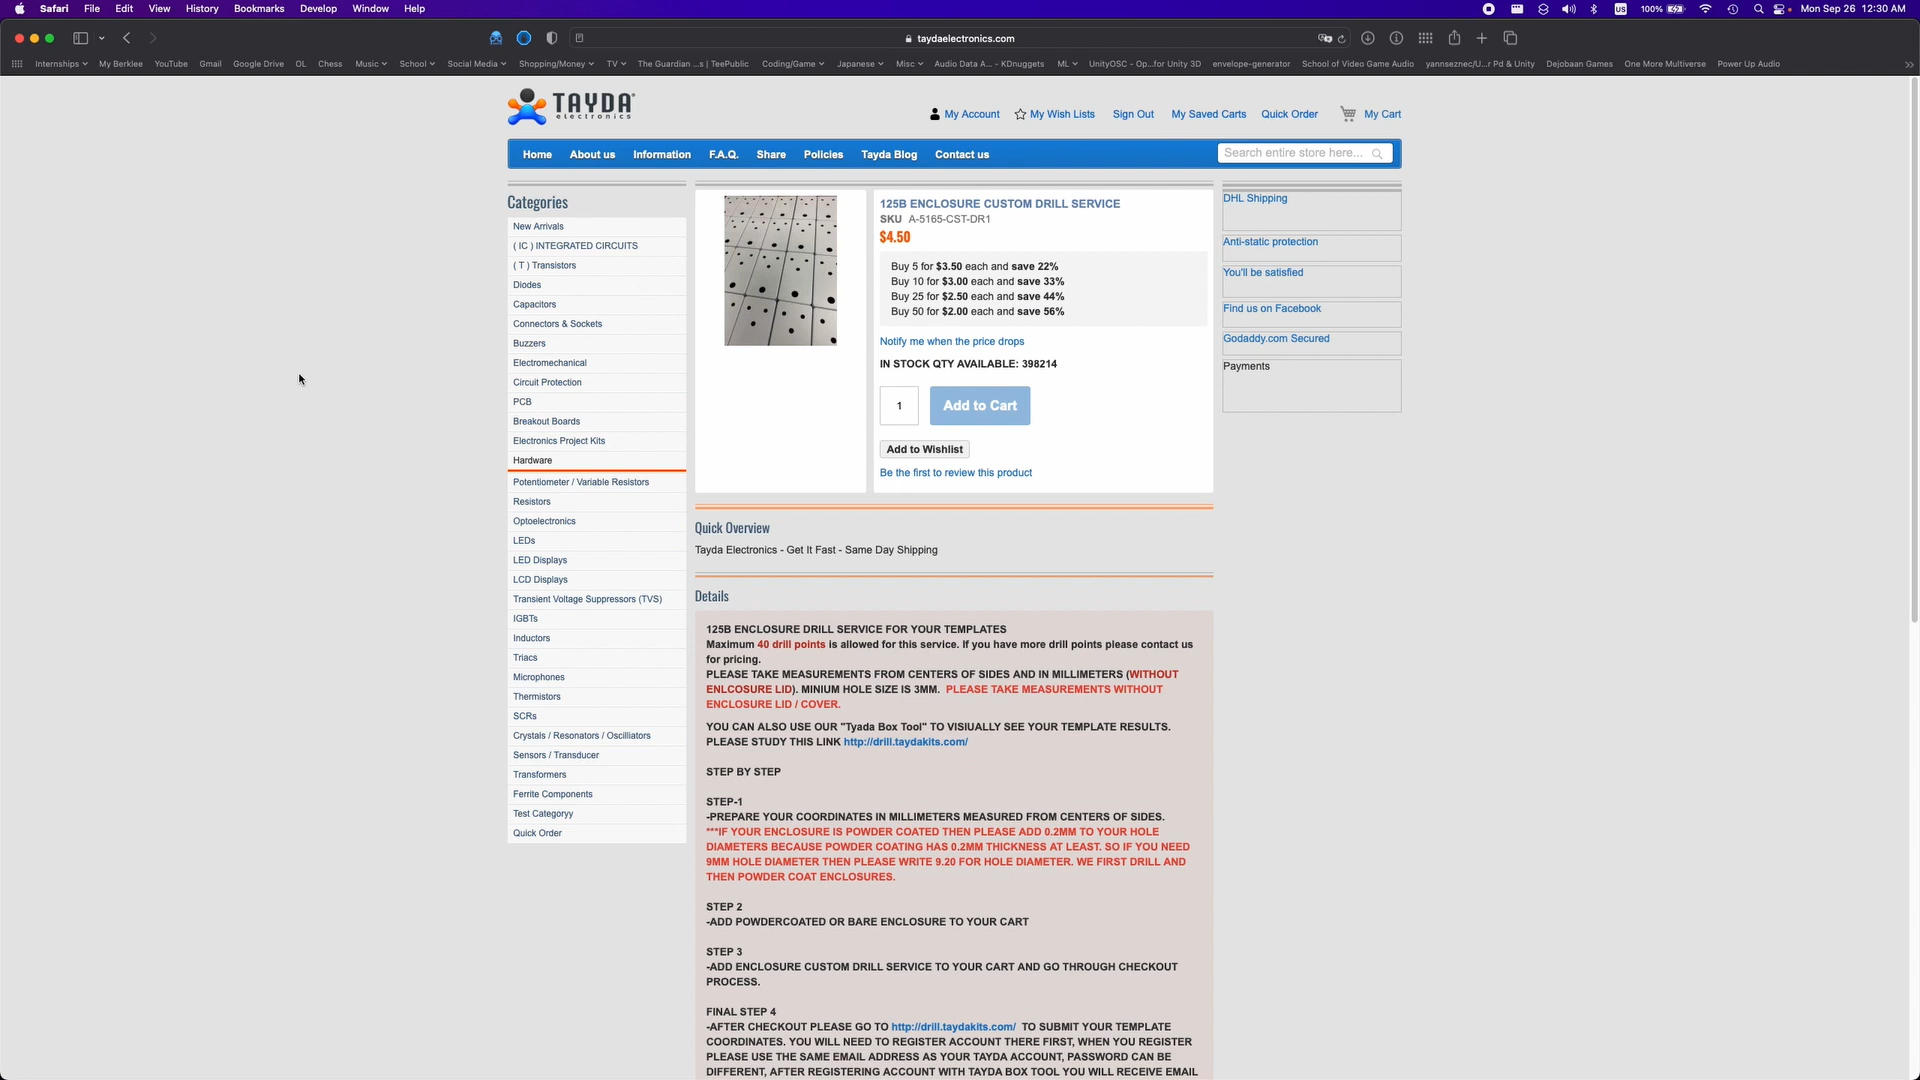 Safari File Edit View History Bookmarks Develop Window Help
US 100% Mon Sep 26 12:30 AM
taydaelectronics.com
Internships My Berklee YouTube Gmail Google Drive OL Chess Music School Social Media Shopping/Money TV The Guardian ...s | TeePublic Coding/Game Japanese Misc Audio Data A... - KDnuggets ML UnityOSC - Op...for Unity 3D envelope-generator School of Video Game Audio yannseznec/U...r Pd & Unity Dejobaan Games One More Multiverse Power Up Audio
TAYDA
electronics
My Account My Wish Lists Sign Out My Saved Carts Quick Order My Cart
Home About us Information F.A.Q. Share Policies Tayda Blog Contact us Search entire store here...
Categories
New Arrivals
( IC ) INTEGRATED CIRCUITS
( T ) Transistors
Diodes
Capacitors
Connectors & Sockets
Buzzers
Electromechanical
Circuit Protection
PCB
Breakout Boards
Electronics Project Kits
Hardware
Potentiometer / Variable Resistors
Resistors
Optoelectronics
LEDs
LED Displays
LCD Displays
Transient Voltage Suppressors (TVS)
IGBTs
Inductors
Triacs
Microphones
Thermistors
SCRs
Crystals / Resonators / Oscilliators
Sensors / Transducer
Transformers
Ferrite Components
Test Categoryy
Quick Order
125B ENCLOSURE CUSTOM DRILL SERVICE
SKU A-5165-CST-DR1
$4.50
Buy 5 for $3.50 each and save 22%
Buy 10 for $3.00 each and save 33%
Buy 25 for $2.50 each and save 44%
Buy 50 for $2.00 each and save 56%
Notify me when the price drops
IN STOCK QTY AVAILABLE: 398214
1 Add to Cart
Add to Wishlist
Be the first to review this product
Quick Overview
Tayda Electronics - Get It Fast - Same Day Shipping
Details
125B ENCLOSURE DRILL SERVICE FOR YOUR TEMPLATES
Maximum 40 drill points is allowed for this service. If you have more drill points please contact us
for pricing.
PLEASE TAKE MEASUREMENTS FROM CENTERS OF SIDES AND IN MILLIMETERS (WITHOUT
ENLCOSURE LID). MINIUM HOLE SIZE IS 3MM. PLEASE TAKE MEASUREMENTS WITHOUT
ENCLOSURE LID / COVER.
YOU CAN ALSO USE OUR "Tyada Box Tool" TO VISIUALLY SEE YOUR TEMPLATE RESULTS.
PLEASE STUDY THIS LINK http://drill.taydakits.com/
STEP BY STEP
STEP-1
-PREPARE YOUR COORDINATES IN MILLIMETERS MEASURED FROM CENTERS OF SIDES.
***IF YOUR ENCLOSURE IS POWDER COATED THEN PLEASE ADD 0.2MM TO YOUR HOLE
DIAMETERS BECAUSE POWDER COATING HAS 0.2MM THICKNESS AT LEAST. SO IF YOU NEED
9MM HOLE DIAMETER THEN PLEASE WRITE 9.20 FOR HOLE DIAMETER. WE FIRST DRILL AND
THEN POWDER COAT ENCLOSURES.
STEP 2
-ADD POWDERCOATED OR BARE ENCLOSURE TO YOUR CART
STEP 3
-ADD ENCLOSURE CUSTOM DRILL SERVICE TO YOUR CART AND GO THROUGH CHECKOUT
PROCESS.
FINAL STEP 4
-AFTER CHECKOUT PLEASE GO TO http://drill.taydakits.com/ TO SUBMIT YOUR TEMPLATE
COORDINATES. YOU WILL NEED TO REGISTER ACCOUNT THERE FIRST, WHEN YOU REGISTER
PLEASE USE THE SAME EMAIL ADDRESS AS YOUR TAYDA ACCOUNT, PASSWORD CAN BE
DIFFERENT, AFTER REGISTERING ACCOUNT WITH TAYDA BOX TOOL YOU WILL RECEIVE EMAIL
DHL Shipping
Anti-static protection
You'll be satisfied
Find us on Facebook
Godaddy.com Secured
Payments